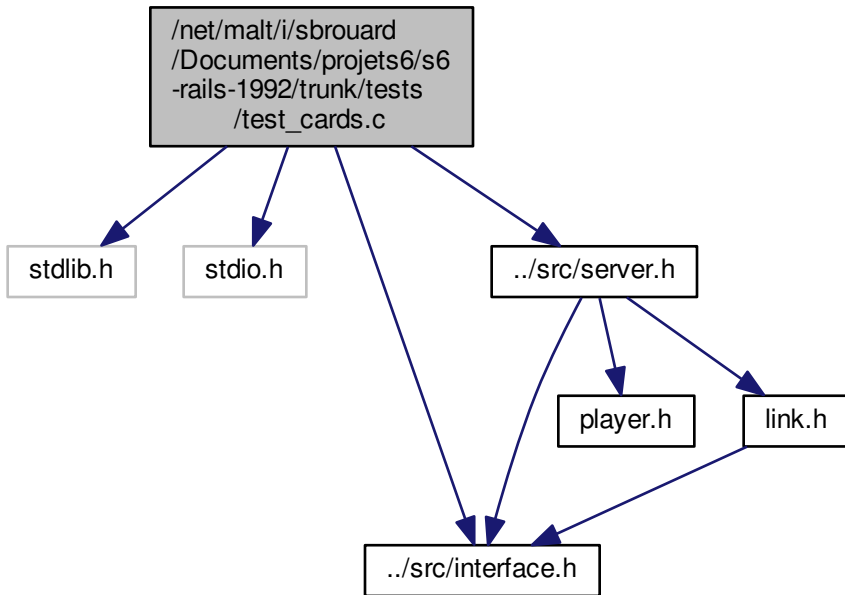 /net/malt/i/sbrouard
/Documents/projets6/s6
-rails-1992/trunk/tests
/test_cards.c
stdlib.h
stdio.h
../src/server.h
player.h
link.h
../src/interface.h